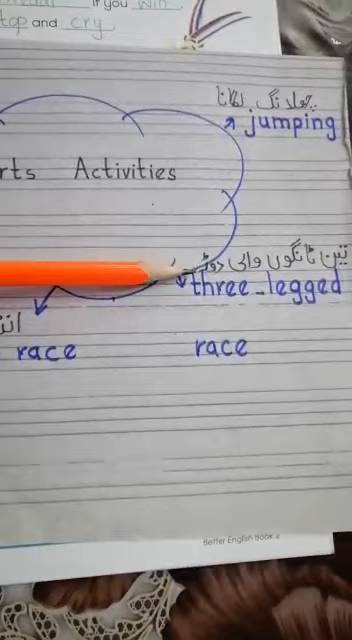 if you win
top and cry.
چھلانگ لگانا
jumping
rts Activities
تین ٹانگوں والی دوڑ
three-legged
race
race
Better English Book 2